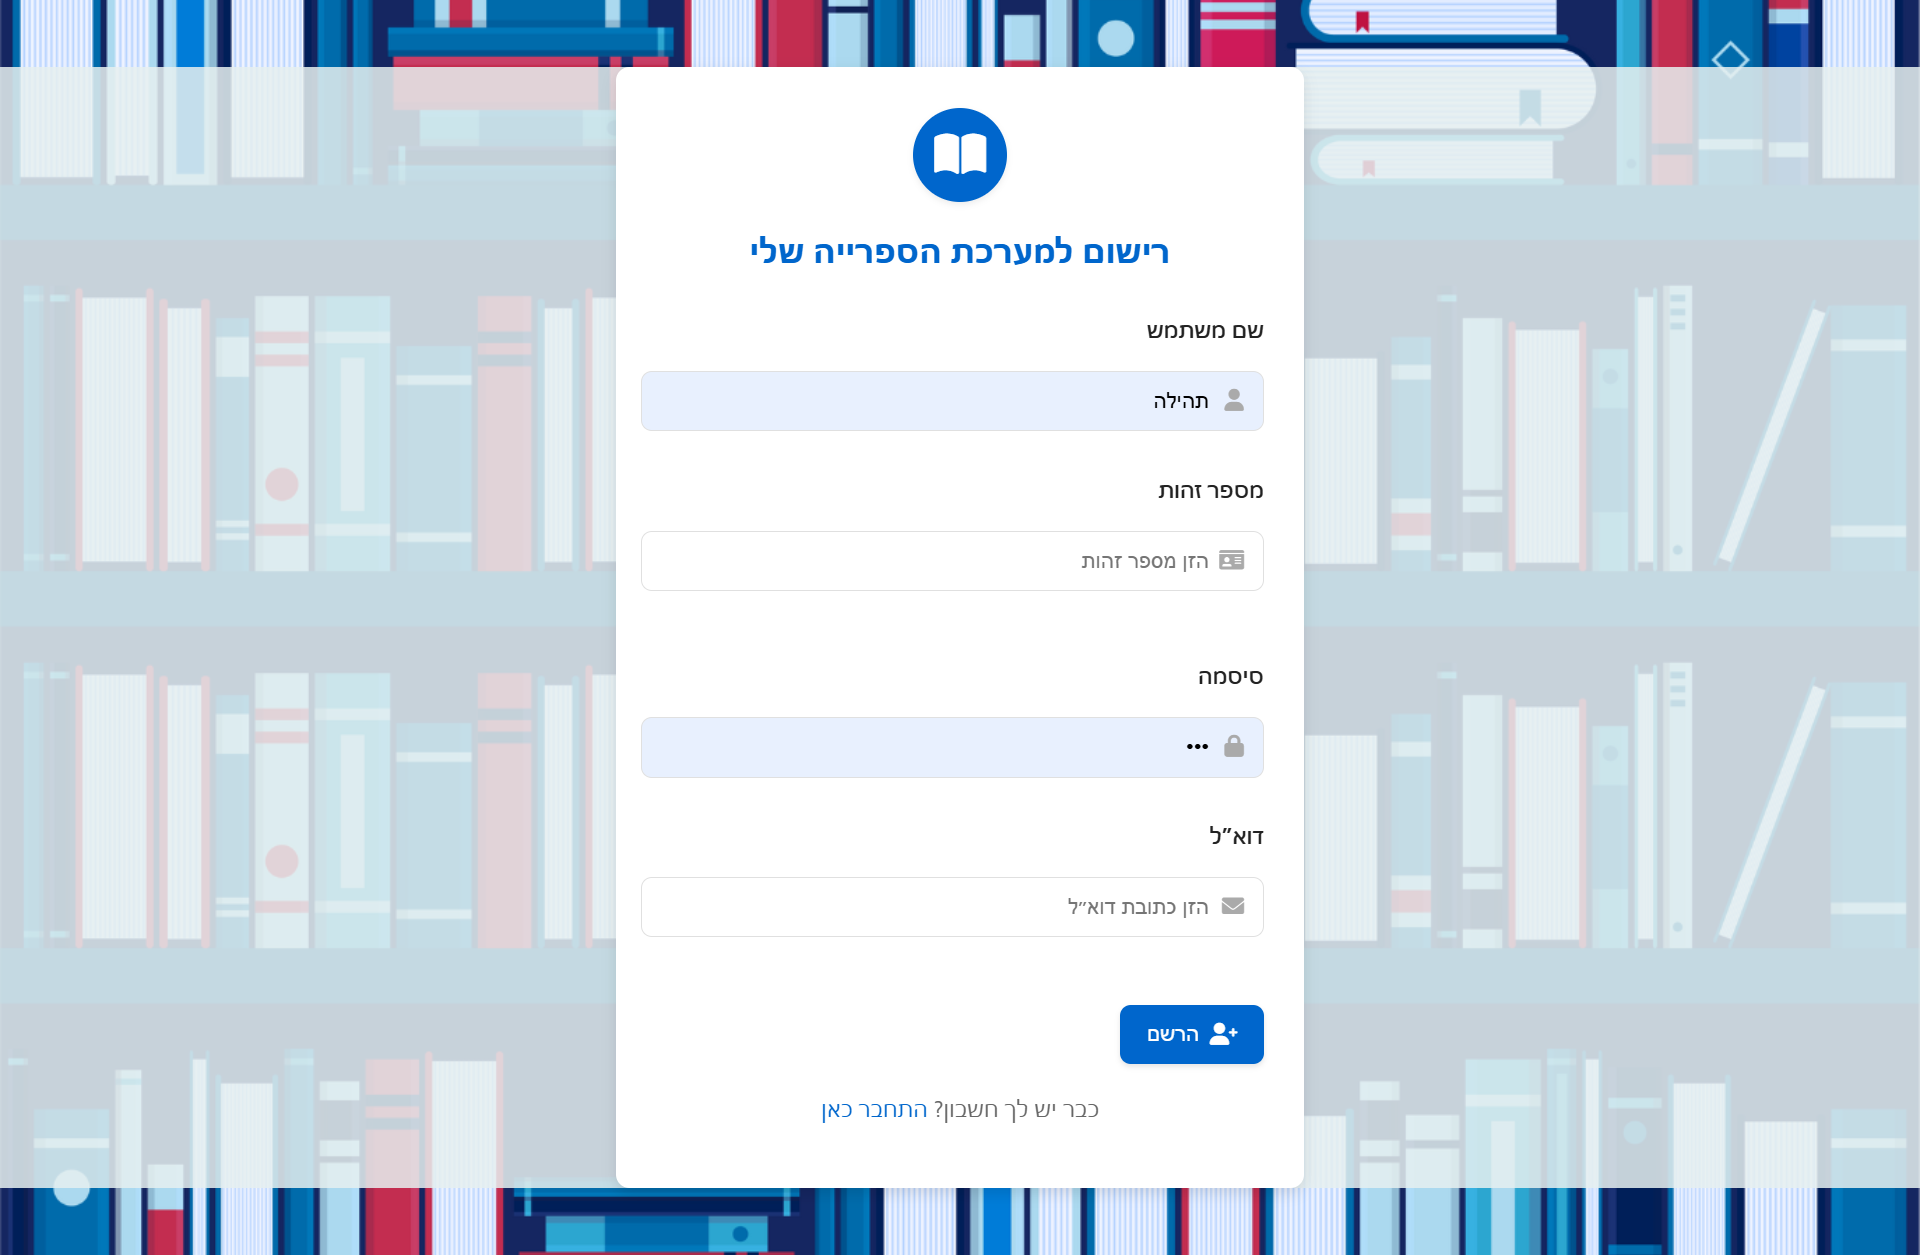 רישום למערכת הספרייה שלי
שם משתמש
תהילה
מספר זהות
הזן מספר זהות
סיסמה
•••
דוא״ל
הזן כתובת דוא״ל
הרשם
כבר יש לך חשבון? התחבר כאן